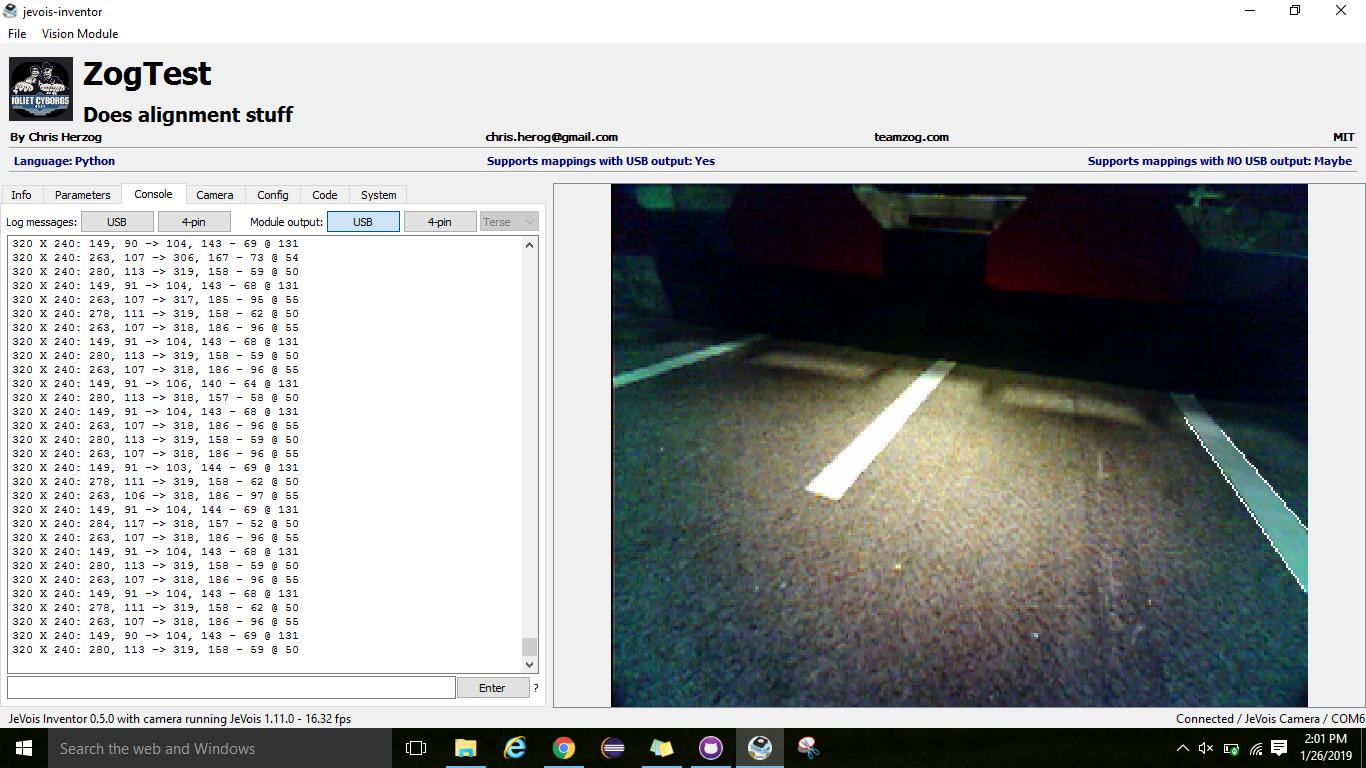 jevois-inventor
File Vision Module
JOLIET CYBORGS
ZogTest
Does alignment stuff
By Chris Herzog chris.herog@gmail.com teamzog.com MIT
Language: Python Supports mappings with USB output: Yes Supports mappings with NO USB output: Maybe
Info Parameters Console Camera Config Code System
Log messages: USB 4-pin Module output: USB 4-pin Terse
320 X 240: 149, 90 -> 104, 143 - 69 @ 131
320 X 240: 263, 107 -> 306, 167 - 73 @ 54
320 X 240: 280, 113 -> 319, 158 - 59 @ 50
320 X 240: 149, 91 -> 104, 143 - 68 @ 131
320 X 240: 263, 107 -> 317, 185 - 95 @ 55
320 X 240: 278, 111 -> 319, 158 - 62 @ 50
320 X 240: 263, 107 -> 318, 186 - 96 @ 55
320 X 240: 149, 91 -> 104, 143 - 68 @ 131
320 X 240: 280, 113 -> 319, 158 - 59 @ 50
320 X 240: 263, 107 -> 318, 186 - 96 @ 55
320 X 240: 149, 91 -> 106, 140 - 64 @ 131
320 X 240: 280, 113 -> 318, 157 - 58 @ 50
320 X 240: 149, 91 -> 104, 143 - 68 @ 131
320 X 240: 263, 107 -> 318, 186 - 96 @ 55
320 X 240: 280, 113 -> 319, 158 - 59 @ 50
320 X 240: 263, 107 -> 318, 186 - 96 @ 55
320 X 240: 149, 91 -> 103, 144 - 69 @ 131
320 X 240: 278, 111 -> 319, 158 - 62 @ 50
320 X 240: 263, 106 -> 318, 186 - 97 @ 55
320 X 240: 149, 91 -> 104, 144 - 69 @ 131
320 X 240: 284, 117 -> 318, 157 - 52 @ 50
320 X 240: 263, 107 -> 318, 186 - 96 @ 55
320 X 240: 149, 91 -> 104, 143 - 68 @ 131
320 X 240: 280, 113 -> 319, 158 - 59 @ 50
320 X 240: 263, 107 -> 318, 186 - 96 @ 55
320 X 240: 149, 91 -> 104, 143 - 68 @ 131
320 X 240: 278, 111 -> 319, 158 - 62 @ 50
320 X 240: 263, 107 -> 318, 186 - 96 @ 55
320 X 240: 149, 90 -> 104, 143 - 69 @ 131
320 X 240: 280, 113 -> 319, 158 - 59 @ 50
Enter ?
JeVois Inventor 0.5.0 with camera running JeVois 1.11.0 - 16.32 fps Connected / JeVois Camera / COM6
Search the web and Windows
2:01 PM
1/26/2019